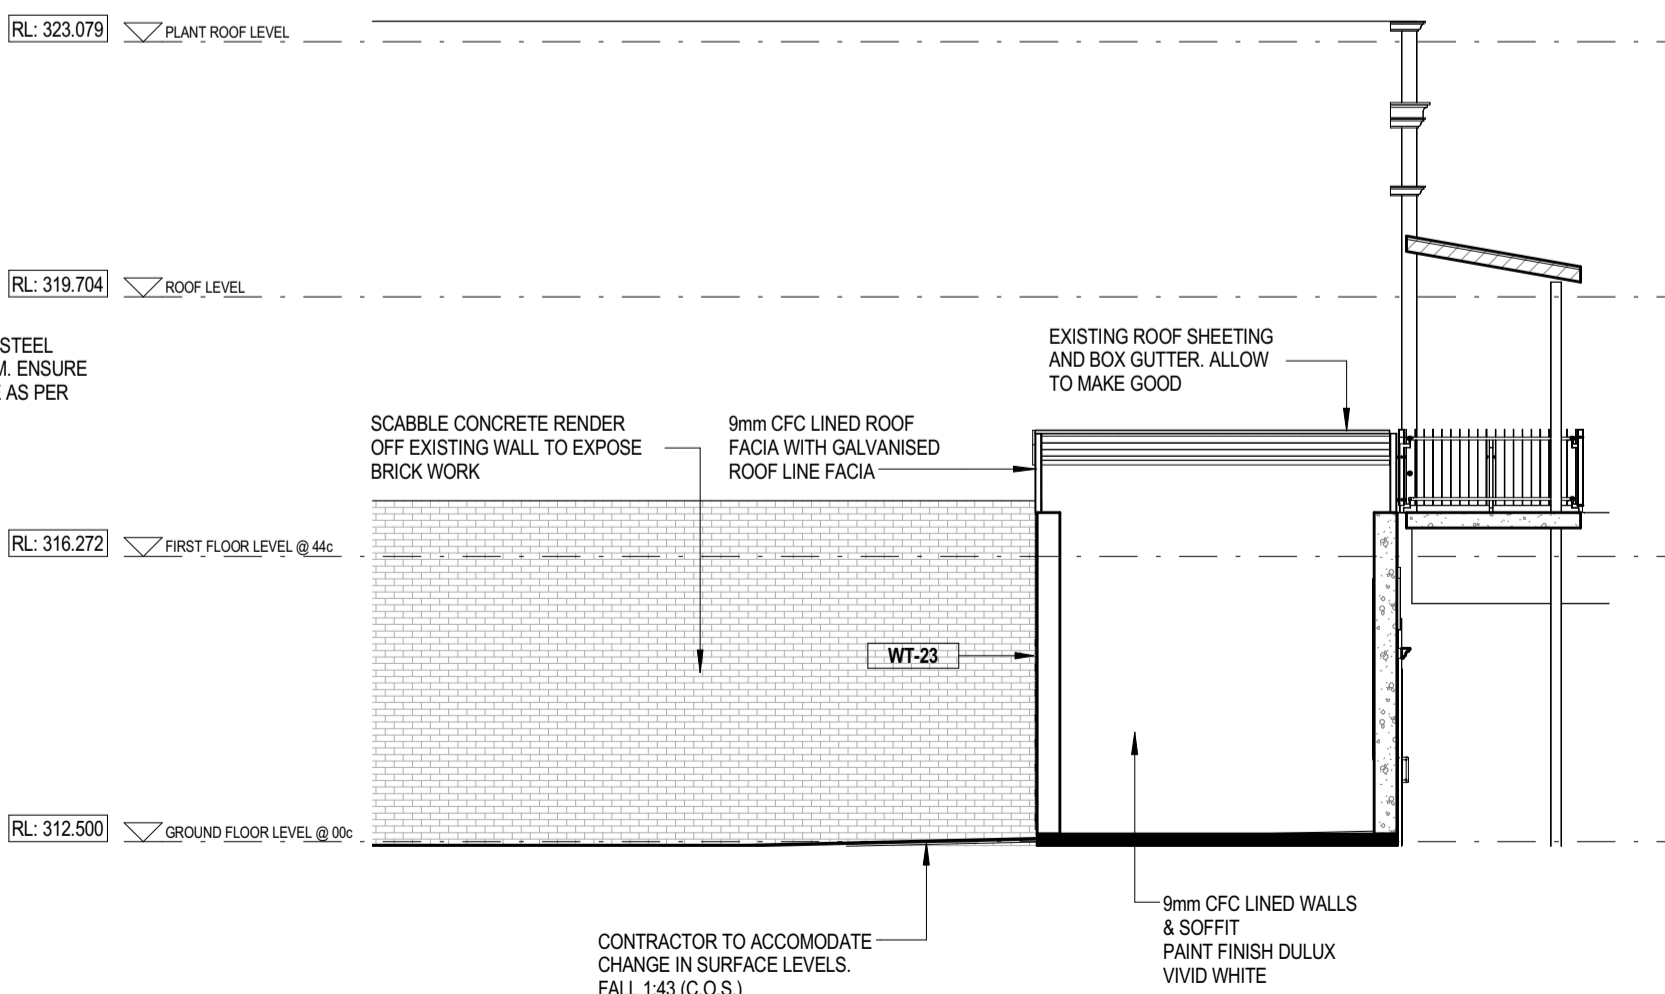 RL: 323.079
PLANT ROOF LEVEL
RL: 319.704
ROOF LEVEL
STEEL
M. ENSURE
E AS PER
EXISTING ROOF SHEETING
AND BOX GUTTER. ALLOW
TO MAKE GOOD
SCABBLE CONCRETE RENDER
OFF EXISTING WALL TO EXPOSE
BRICK WORK
9mm CFC LINED ROOF
FACIA WITH GALVANISED
ROOF LINE FACIA
RL: 316.272
FIRST FLOOR LEVEL @ 44c
WT-23
RL: 312.500
GROUND FLOOR LEVEL @ 00c
CONTRACTOR TO ACCOMODATE
CHANGE IN SURFACE LEVELS.
FALL 1:43 (C.O.S.)
9mm CFC LINED WALLS
& SOFFIT
PAINT FINISH DULUX
VIVID WHITE